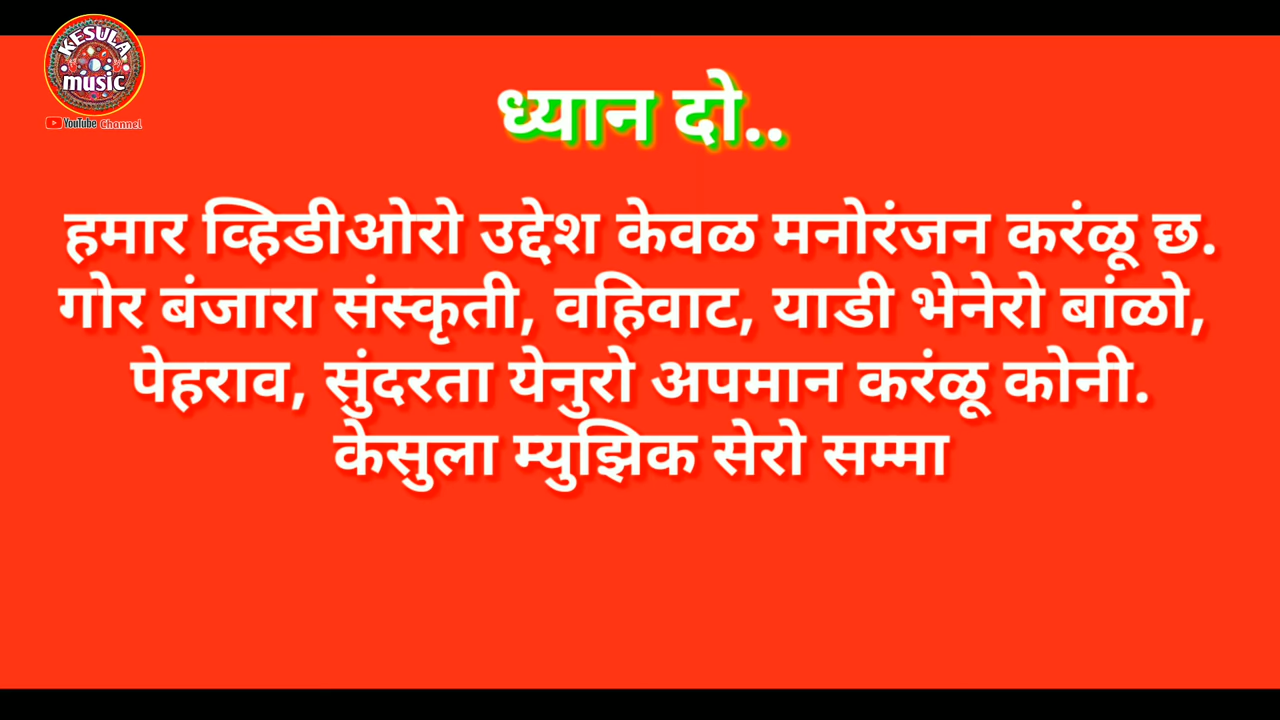 KESULA
music
YouTube Channel
ध्यान दो..
हमार व्हिडीओरो उद्देश केवळ मनोरंजन करंळू छ.
गोर बंजारा संस्कृती, वहिवाट, याडी भेनेरो बांळो,
पेहराव, सुंदरता येनुरो अपमान करंळू कोनी.
केसुला म्युझिक सेरो सम्मा